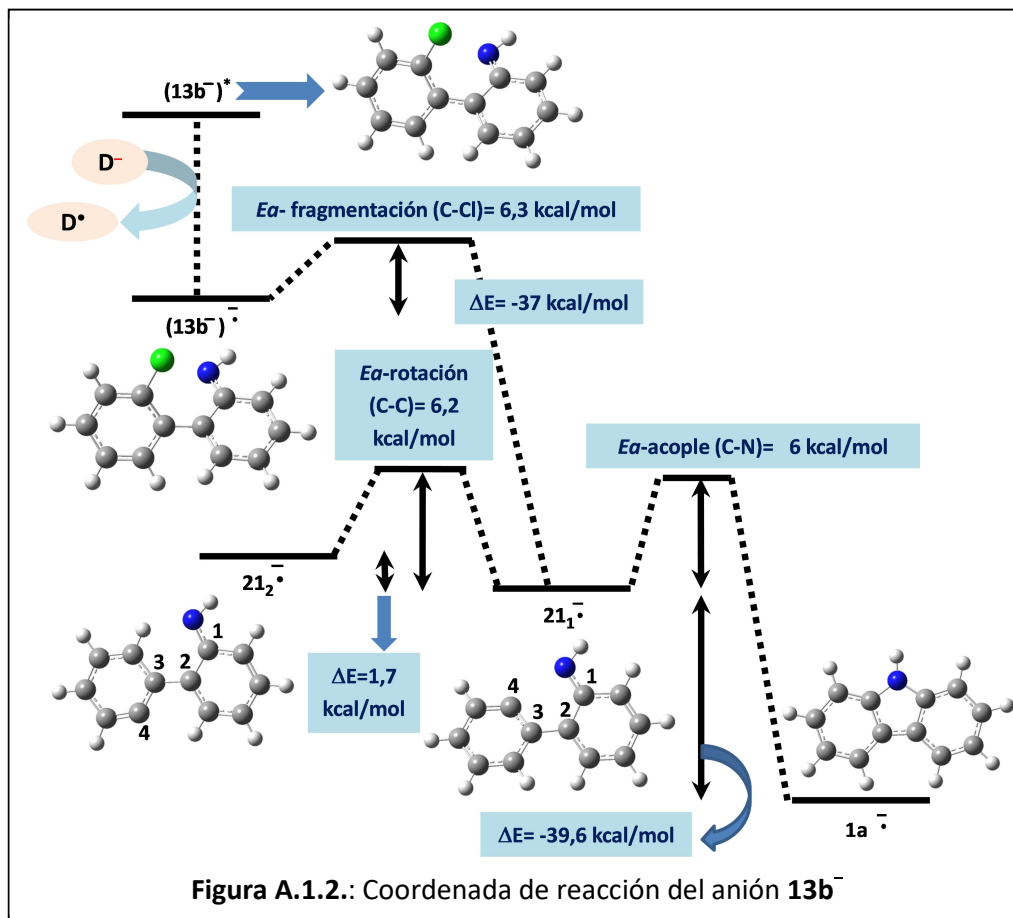 (13b⁻)*
D⁻
D•
Ea- fragmentación (C-Cl)= 6,3 kcal/mol
ΔE= -37 kcal/mol
(13b⁻)⁻•
Ea-rotación
(C-C)= 6,2
kcal/mol
Ea-acople (C-N)= 6 kcal/mol
21₂⁻•
21₁⁻•
1
2
3
4
ΔE=1,7
kcal/mol
1
2
3
4
ΔE= -39,6 kcal/mol
1a⁻•
Figura A.1.2.: Coordenada de reacción del anión 13b⁻